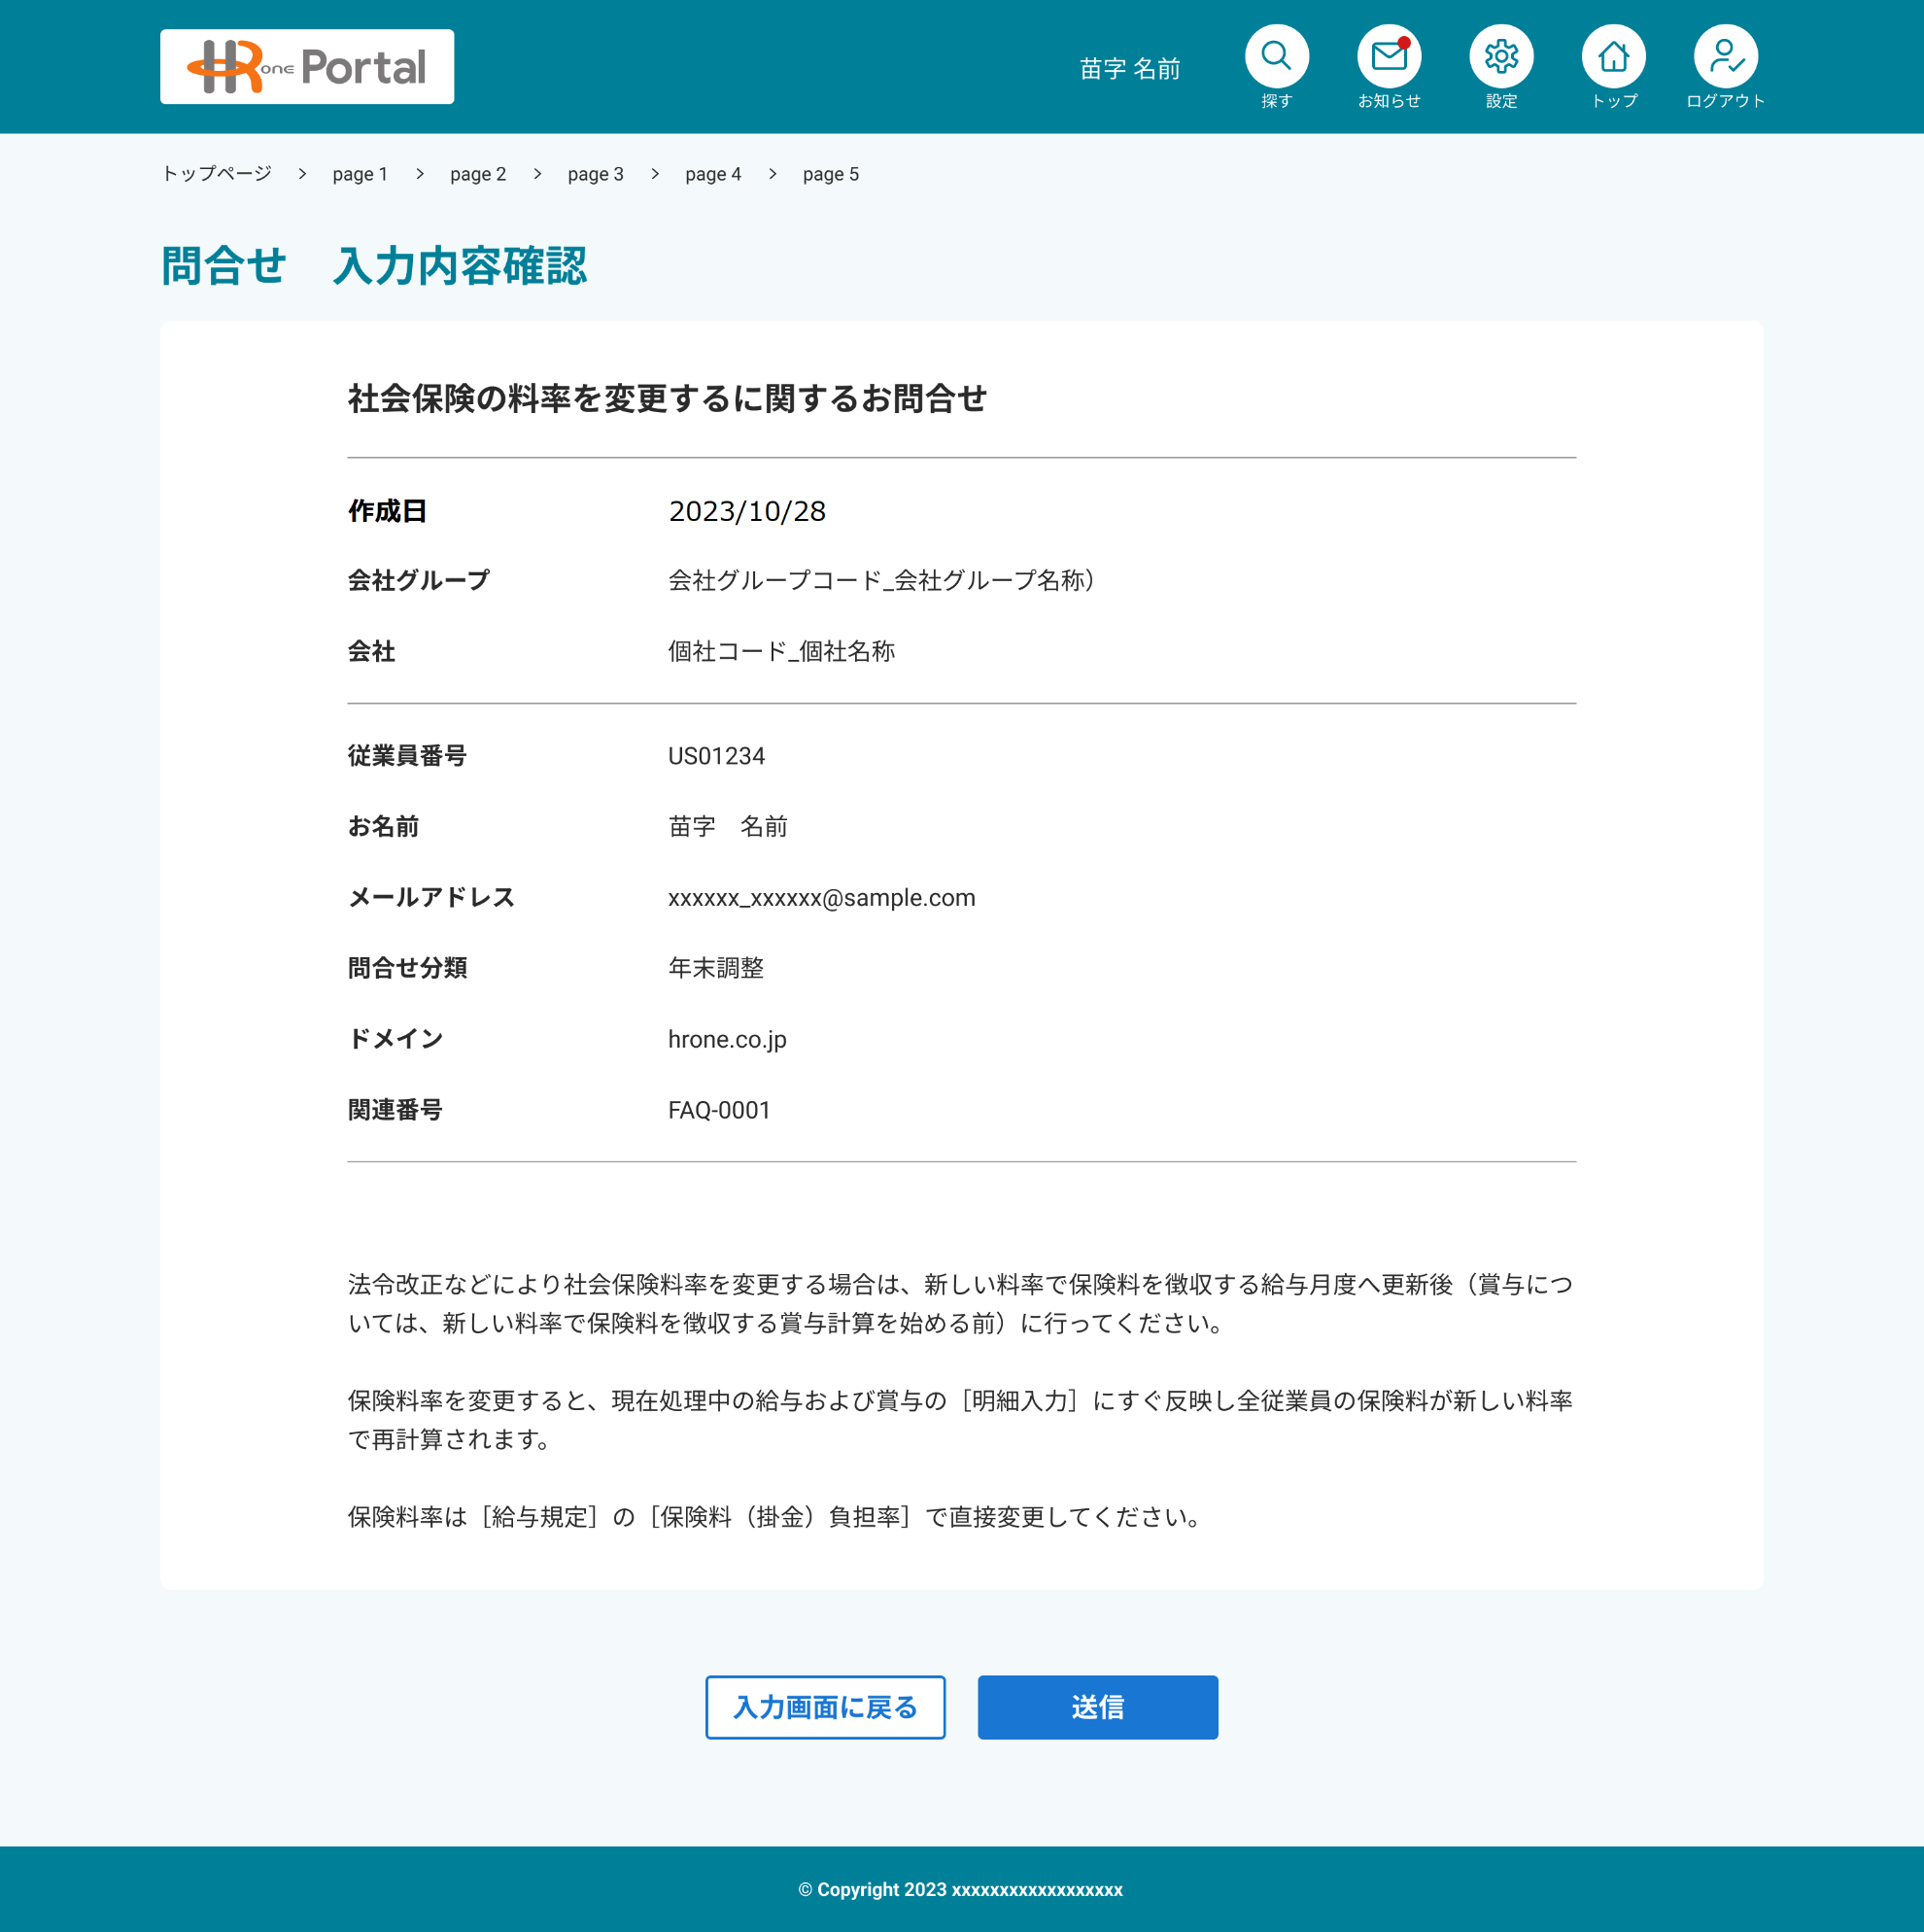 HRone Portal
苗字 名前
探す
お知らせ
設定
トップ
ログアウト
トップページ > page 1 > page 2 > page 3 > page 4 > page 5
問合せ　入力内容確認
社会保険の料率を変更するに関するお問合せ
作成日 2023/10/28
会社グループ 会社グループコード_会社グループ名称）
会社 個社コード_個社名称
従業員番号 US01234
お名前 苗字　名前
メールアドレス xxxxxx_xxxxxx@sample.com
問合せ分類 年末調整
ドメイン hrone.co.jp
関連番号 FAQ-0001
法令改正などにより社会保険料率を変更する場合は、新しい料率で保険料を徴収する給与月度へ更新後（賞与につ
いては、新しい料率で保険料を徴収する賞与計算を始める前）に行ってください。
保険料率を変更すると、現在処理中の給与および賞与の［明細入力］にすぐ反映し全従業員の保険料が新しい料率
で再計算されます。
保険料率は［給与規定］の［保険料（掛金）負担率］で直接変更してください。
入力画面に戻る
送信
© Copyright 2023 xxxxxxxxxxxxxxxxxx